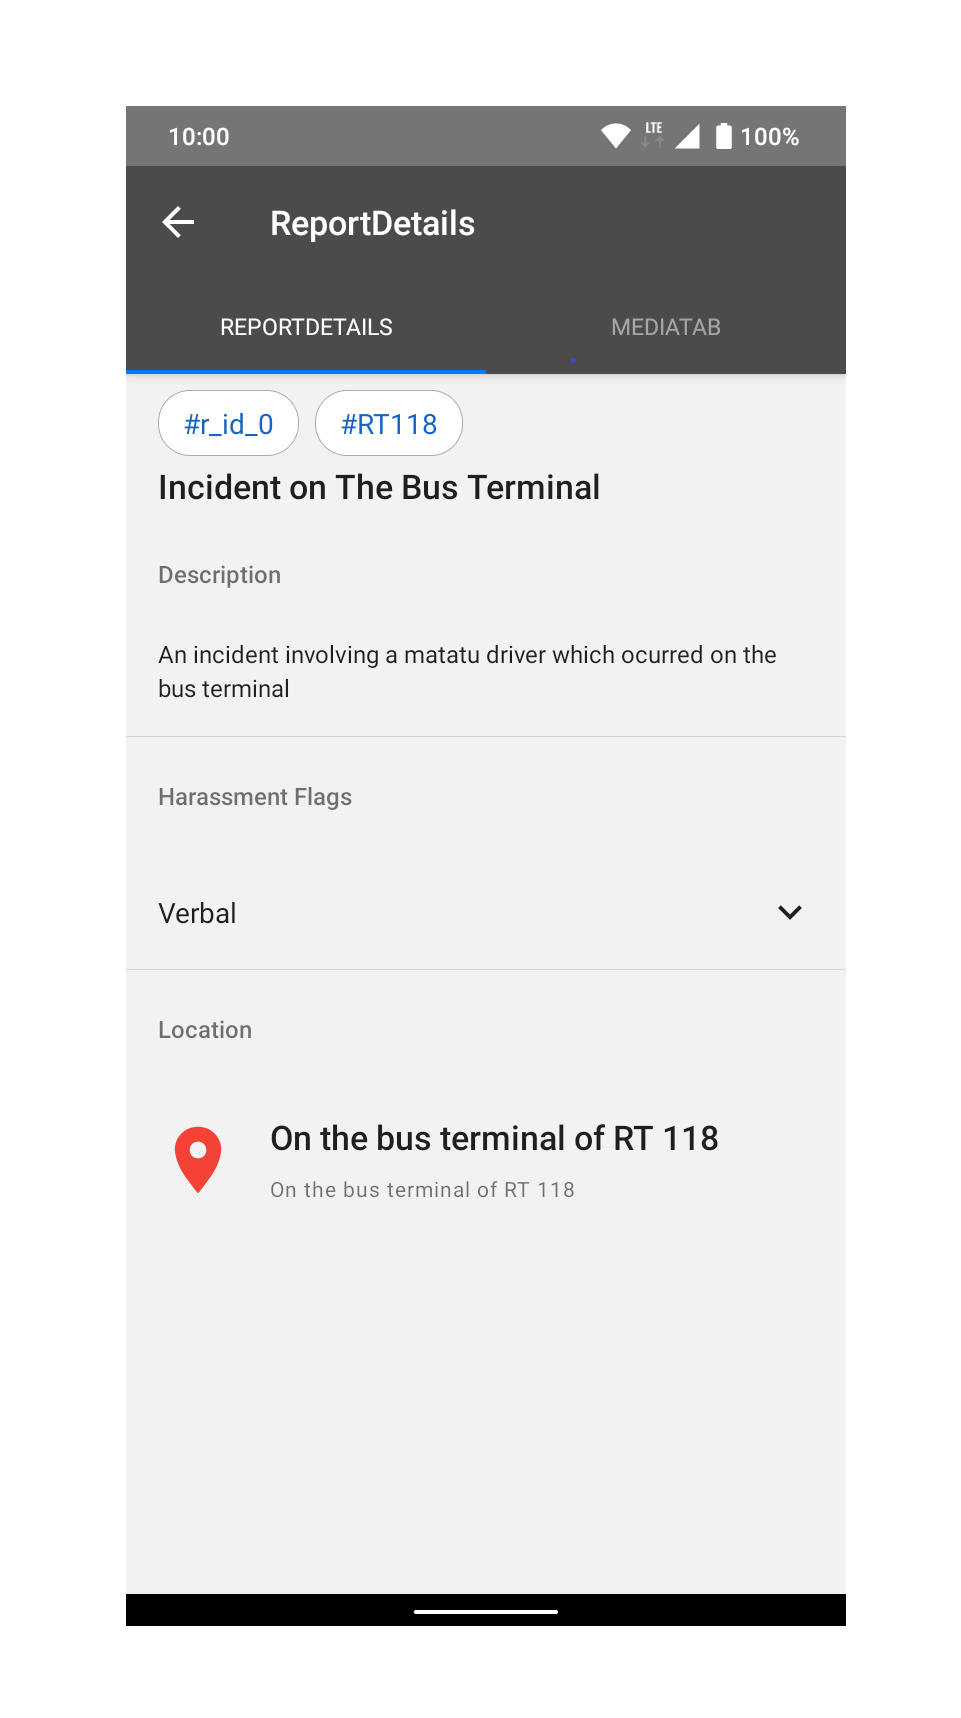 10:00 LTE 100%
ReportDetails
REPORTDETAILS MEDIATAB
#r_id_0 #RT118
Incident on The Bus Terminal
Description
An incident involving a matatu driver which ocurred on the
bus terminal
Harassment Flags
Verbal
Location
On the bus terminal of RT 118
On the bus terminal of RT 118